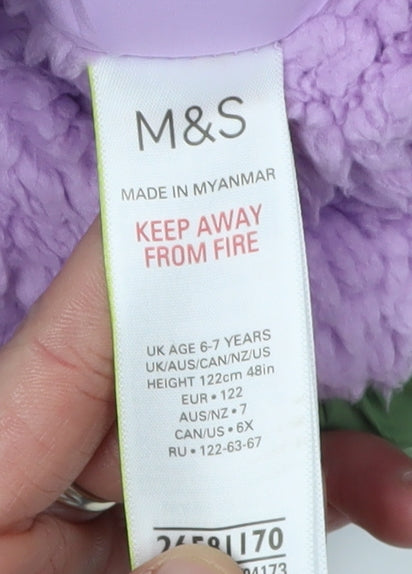 M&S
MADE IN MYANMAR
KEEP AWAY
FROM FIRE
UK AGE 6-7 YEARS
UK/AUS/CAN/NZ/US
HEIGHT 122cm 48in
EUR • 122
AUS/NZ • 7
CAN/US • 6X
RU • 122-63-67